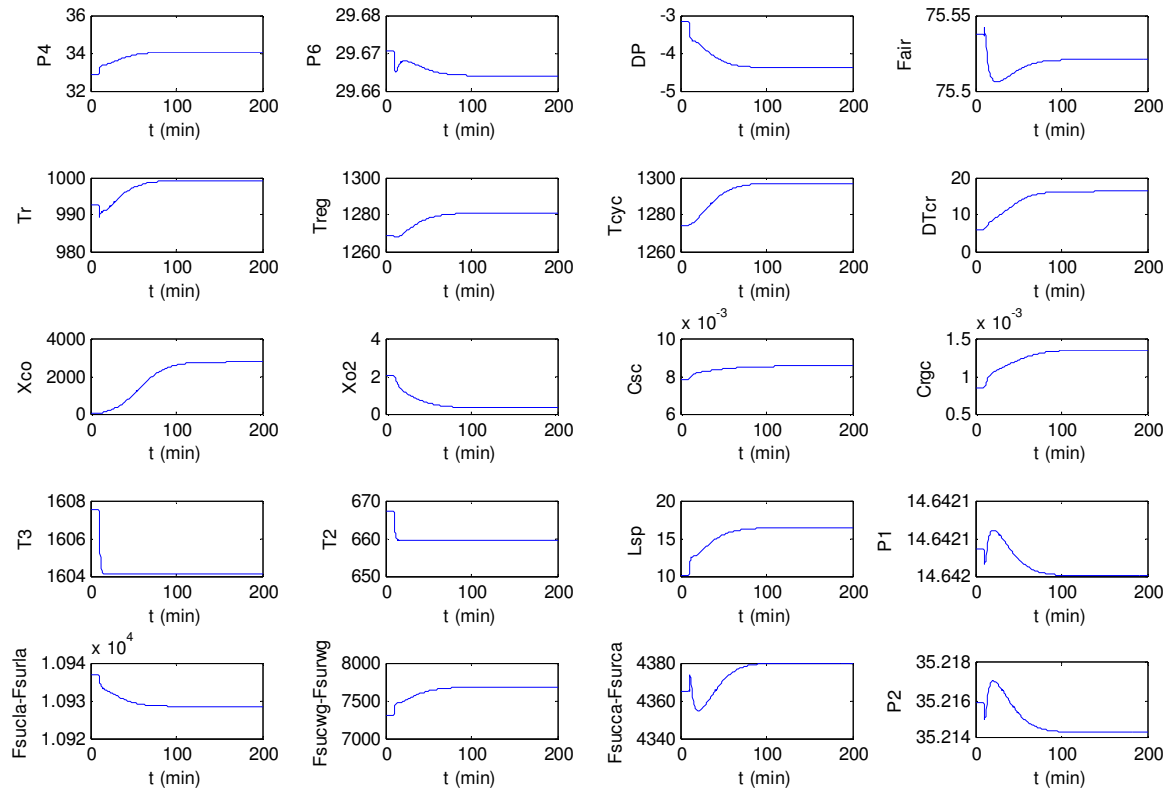 36
34
32
P4
0 100 200
t (min)
29.68
29.67
29.66
P6
0 100 200
t (min)
-3
-4
-5
DP
0 100 200
t (min)
75.55
75.5
Fair
0 100 200
t (min)
1000
990
980
Tr
0 100 200
t (min)
1300
1280
1260
Treg
0 100 200
t (min)
1300
1280
1260
Tcyc
0 100 200
t (min)
20
10
0
DTcr
0 100 200
t (min)
4000
2000
0
Xco
0 100 200
t (min)
4
2
0
Xo2
0 100 200
t (min)
x 10-3
10
8
6
Csc
0 100 200
t (min)
x 10-3
1.5
1
0.5
Crgc
0 100 200
t (min)
1608
1606
1604
T3
0 100 200
t (min)
670
660
650
T2
0 100 200
t (min)
20
15
10
Lsp
0 100 200
t (min)
14.6421
14.6421
14.642
P1
0 100 200
t (min)
x 104
1.094
1.093
1.092
Fsucla-Fsurla
0 100 200
t (min)
8000
7500
7000
Fsucwg-Fsurwg
0 100 200
t (min)
4380
4360
4340
Fsucca-Fsurca
0 100 200
t (min)
35.218
35.216
35.214
P2
0 100 200
t (min)